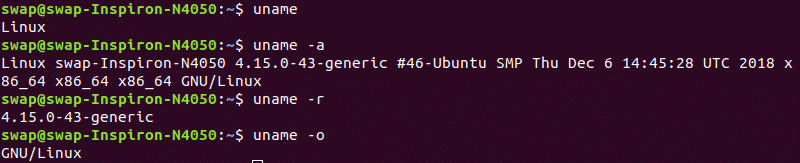 swap@swap-Inspiron-N4050:~$ uname
Linux
swap@swap-Inspiron-N4050:~$ uname -a
Linux swap-Inspiron-N4050 4.15.0-43-generic #46-Ubuntu SMP Thu Dec 6 14:45:28 UTC 2018 x
86_64 x86_64 x86_64 GNU/Linux
swap@swap-Inspiron-N4050:~$ uname -r
4.15.0-43-generic
swap@swap-Inspiron-N4050:~$ uname -o
GNU/Linux